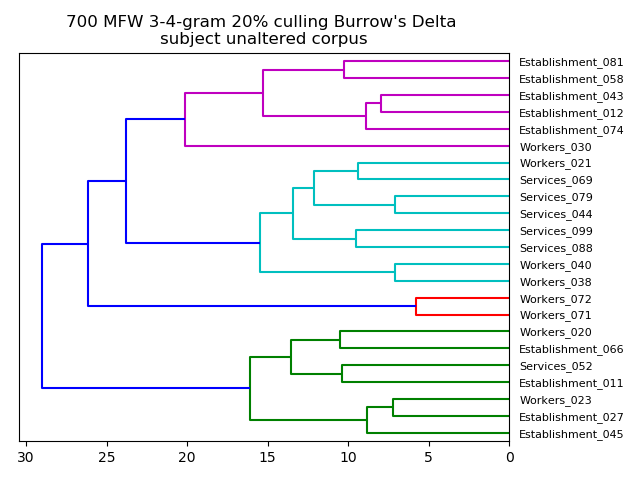 700 MFW 3-4-gram 20% culling Burrow's Delta
subject unaltered corpus
Establishment_081
Establishment_058
Establishment_043
Establishment_012
Establishment_074
Workers_030
Workers_021
Services_069
Services_079
Services_044
Services_099
Services_088
Workers_040
Workers_038
Workers_072
Workers_071
Workers_020
Establishment_066
Services_052
Establishment_011
Workers_023
Establishment_027
Establishment_045
30 25 20 15 10 5 0